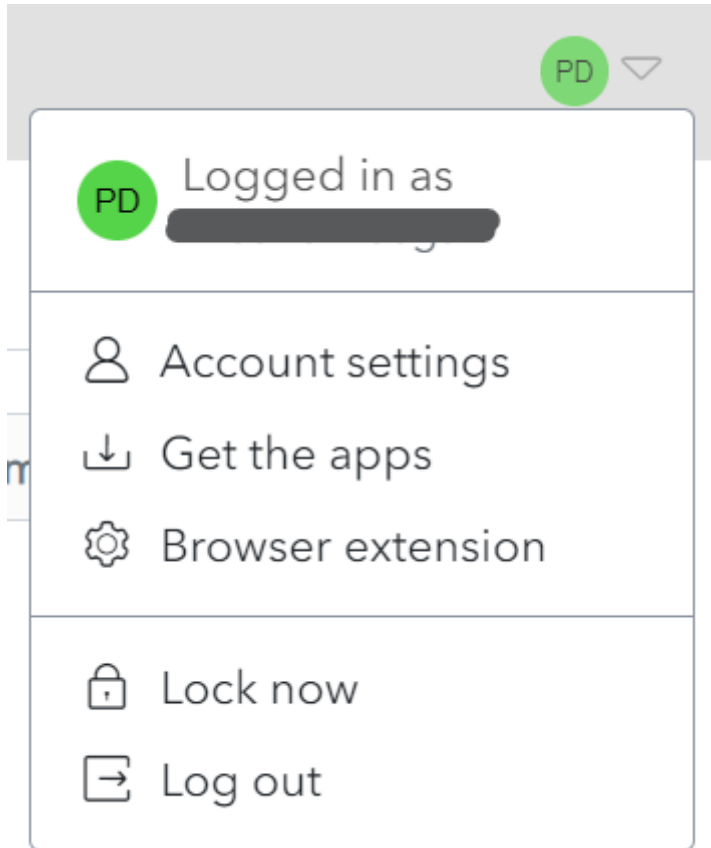 PD
PD
Logged in as
Account settings
Get the apps
Browser extension
Lock now
Log out